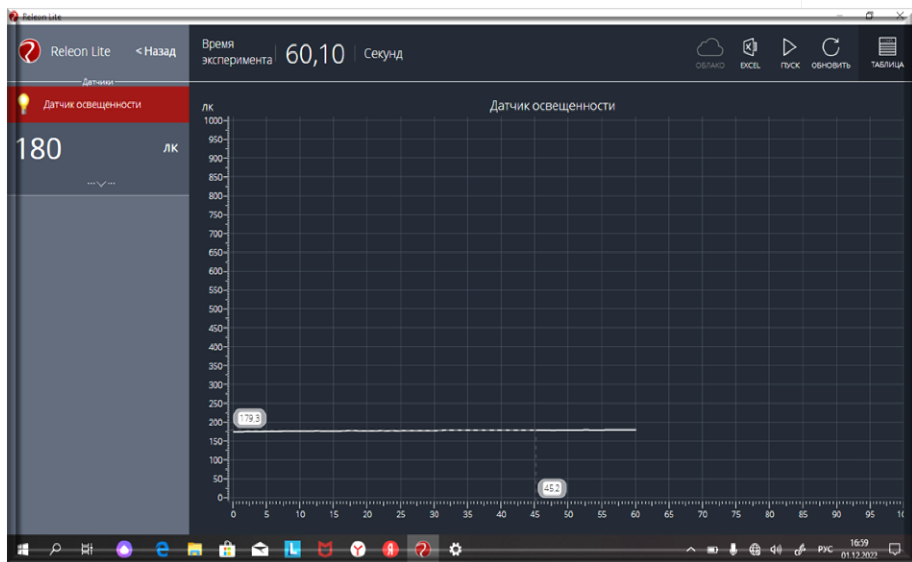 Releon Lite
Releon Lite
< Назад
Время
эксперимента
60,10
Секунд
ОБЛАКО
EXCEL
ПУСК
ОБНОВИТЬ
ТАБЛИЦА
Датчики
Датчик освещенности
180
лк
лк
Датчик освещенности
1000
950
900
850
800
750
700
650
600
550
500
450
400
350
300
250
200
150
100
50
0
179.3
45.2
0 5 10 15 20 25 30 35 40 45 50 55 60 65 70 75 80 85 90 95 10
РУС
16:59
01.12.2022